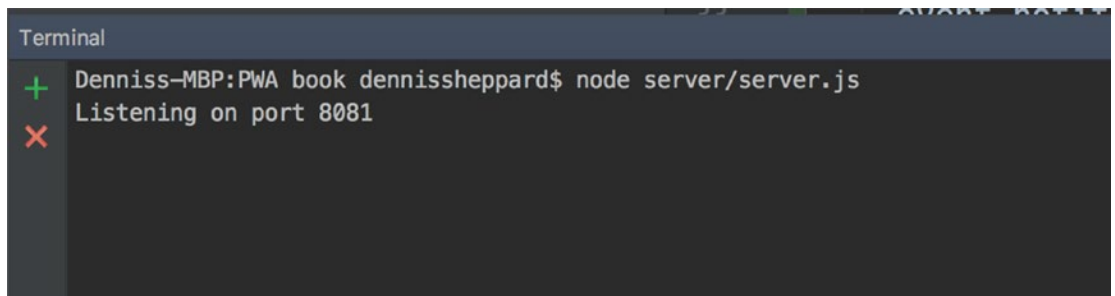 Terminal
Denniss-MBP:PWA book dennissheppard$ node server/server.js
Listening on port 8081